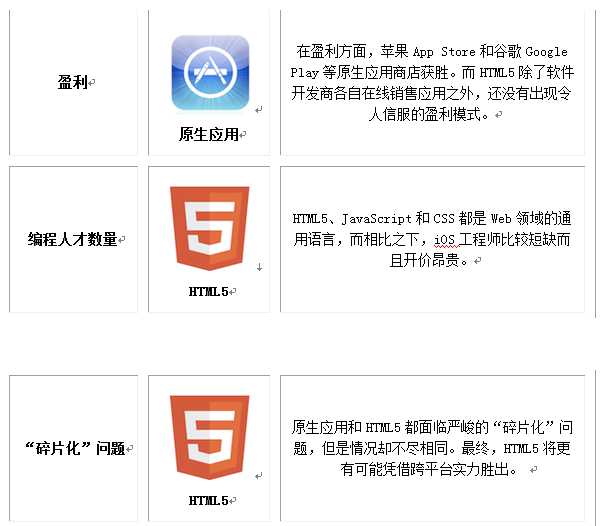 盈利
原生应用
在盈利方面，苹果 App Store 和谷歌 Google
Play 等原生应用商店获胜。而 HTML5 除了软件
开发商各自在线销售应用之外，还没有出现令
人信服的盈利模式。
编程人才数量
HTML5
HTML5、JavaScript 和 CSS 都是 Web 领域的通
用语言，而相比之下，iOS 工程师比较短缺而
且开价昂贵。
“碎片化”问题
HTML5
原生应用和 HTML5 都面临严峻的“碎片化”问
题，但是情况却不尽相同。最终，HTML5 将更
有可能凭借跨平台实力胜出。